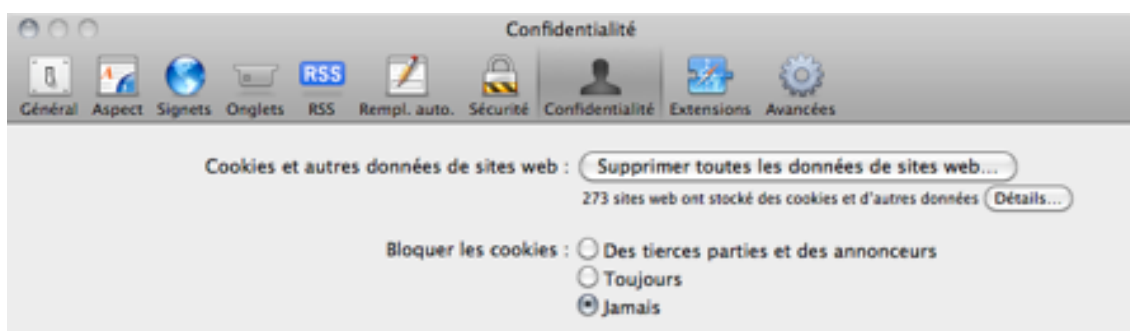 Confidentialité
RSS
Général Aspect Signets Onglets RSS Rempl. auto. Sécurité Confidentialité Extensions Avancées
Cookies et autres données de sites web : Supprimer toutes les données de sites web...
273 sites web ont stocké des cookies et d'autres données Détails...
Bloquer les cookies : Des tierces parties et des annonceurs
Toujours
Jamais